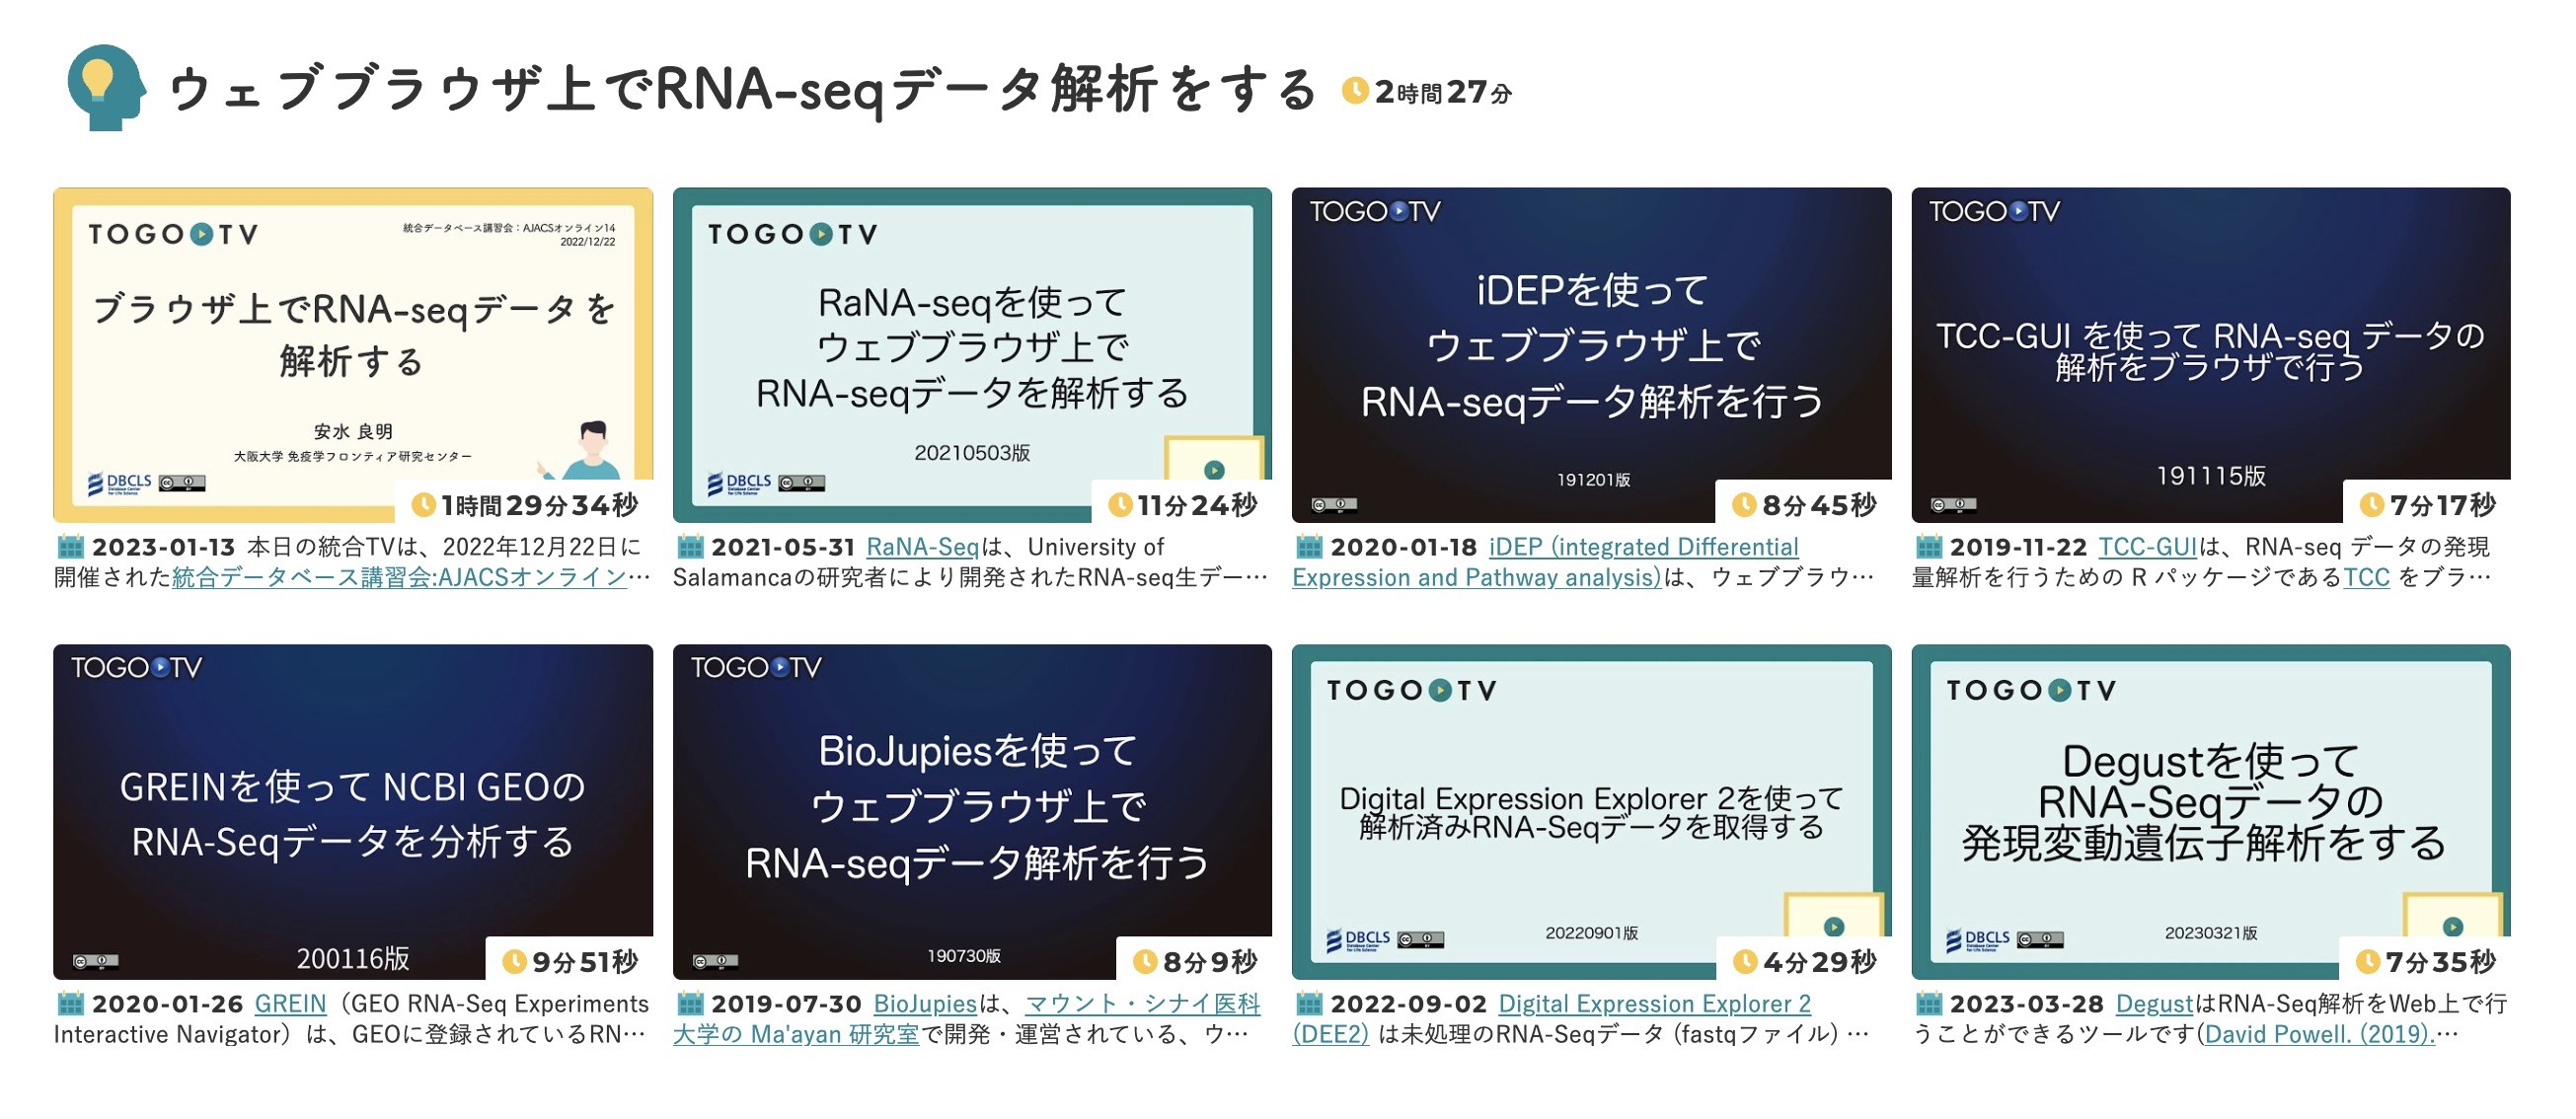 ウェブブラウザ上でRNA-seqデータ解析をする 2時間27分
TOGO TV
統合データベース講習会：AJACSオンライン14
2022/12/22
ブラウザ上でRNA-seqデータを
解析する
安水 良明
大阪大学 免疫学フロンティア研究センター
DBCLS
Database Center
for Life Science
cc BY
1時間29分34秒
2023-01-13 本日の統合TVは、2022年12月22日に
開催された統合データベース講習会:AJACSオンライン…
TOGO TV
RaNA-seqを使って
ウェブブラウザ上で
RNA-seqデータを解析する
20210503版
DBCLS
Database Center
for Life Science
cc BY
11分24秒
2021-05-31 RaNA-Seqは、University of
Salamancaの研究者により開発されたRNA-seq生デー…
TOGO TV
iDEPを使って
ウェブブラウザ上で
RNA-seqデータ解析を行う
191201版
cc BY
8分45秒
2020-01-18 iDEP (integrated Differential
Expression and Pathway analysis)は、ウェブブラウ…
TOGO TV
TCC-GUI を使って RNA-seq データの
解析をブラウザで行う
191115版
cc BY
7分17秒
2019-11-22 TCC-GUIは、RNA-seq データの発現
量解析を行うための R パッケージであるTCC をブラ…
TOGO TV
GREINを使って NCBI GEOの
RNA-Seqデータを分析する
200116版
cc BY
9分51秒
2020-01-26 GREIN（GEO RNA-Seq Experiments
Interactive Navigator）は、GEOに登録されているRN…
TOGO TV
BioJupiesを使って
ウェブブラウザ上で
RNA-seqデータ解析を行う
190730版
cc BY
8分9秒
2019-07-30 BioJupiesは、マウント・シナイ医科
大学の Ma'ayan 研究室で開発・運営されている、ウ…
TOGO TV
Digital Expression Explorer 2を使って
解析済みRNA-Seqデータを取得する
20220901版
DBCLS
Database Center
for Life Science
cc BY
4分29秒
2022-09-02 Digital Expression Explorer 2
(DEE2) は未処理のRNA-Seqデータ (fastqファイル) …
TOGO TV
Degustを使って
RNA-Seqデータの
発現変動遺伝子解析をする
20230321版
DBCLS
Database Center
for Life Science
cc BY
7分35秒
2023-03-28 DegustはRNA-Seq解析をWeb上で行
うことができるツールです(David Powell. (2019).…